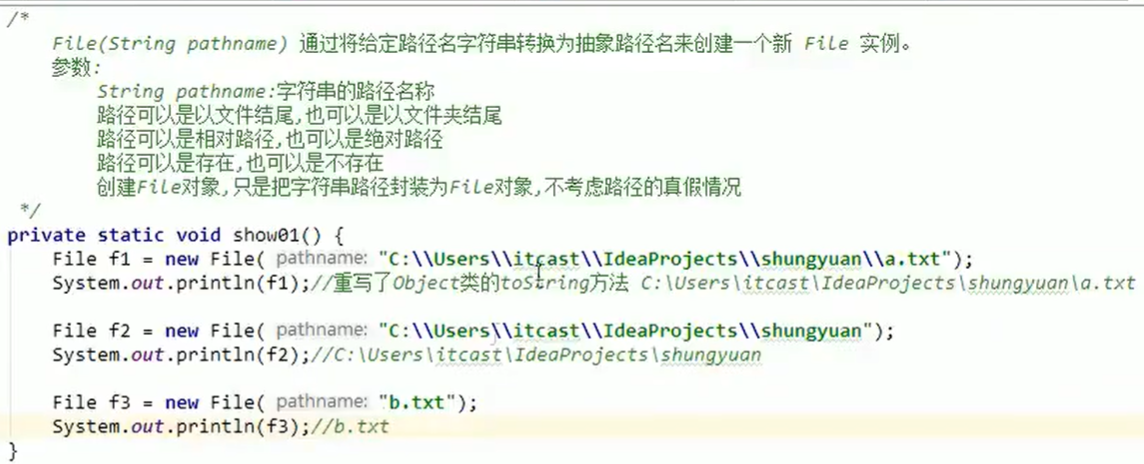 /*
File(String pathname) 通过将给定路径名字符串转换为抽象路径名来创建一个新 File 实例。
参数:
String pathname:字符串的路径名称
路径可以是以文件结尾,也可以是以文件夹结尾
路径可以是相对路径,也可以是绝对路径
路径可以是存在,也可以是不存在
创建File对象,只是把字符串路径封装为File对象,不考虑路径的真假情况
*/
private static void show01() {
File f1 = new File( pathname: "C:\\Users\\itcast\\IdeaProjects\\shungyuan\\a.txt");
System.out.println(f1);//重写了Object类的toString方法 C:\Users\itcast\IdeaProjects\shungyuan\a.txt
File f2 = new File( pathname: "C:\\Users\\itcast\\IdeaProjects\\shungyuan");
System.out.println(f2);//C:\Users\itcast\IdeaProjects\shungyuan
File f3 = new File( pathname: "b.txt");
System.out.println(f3);//b.txt
}